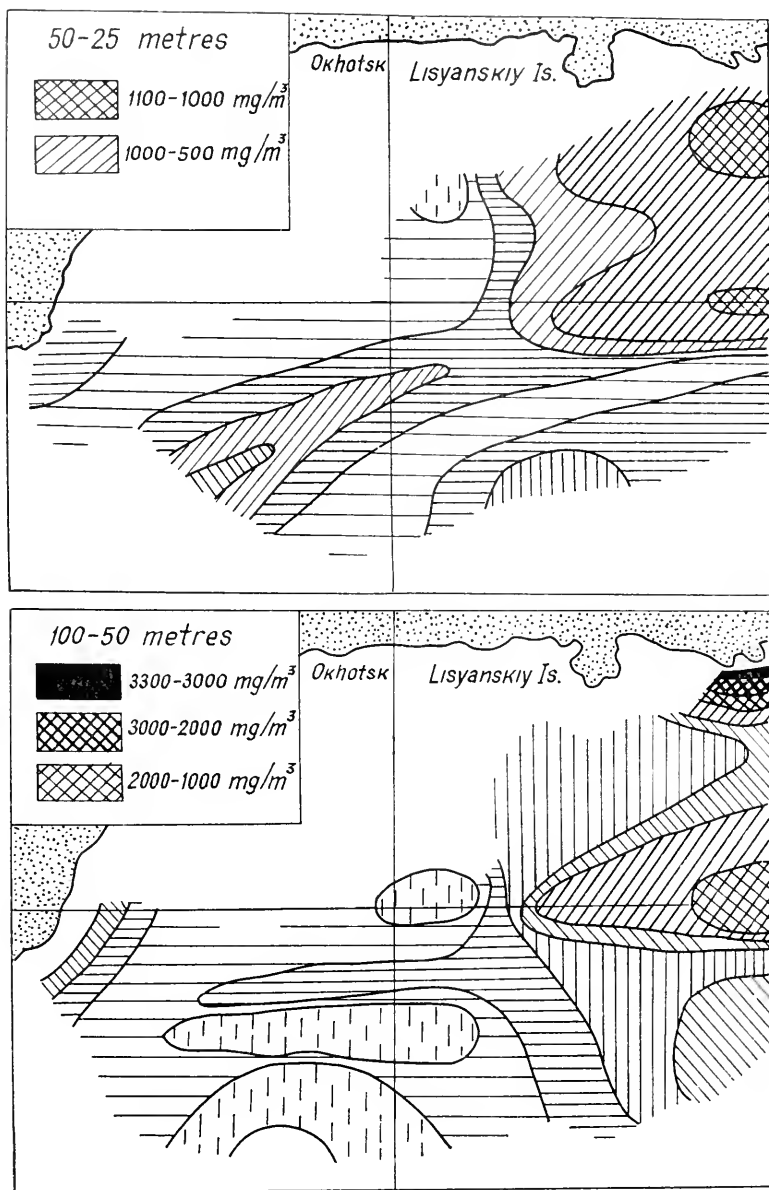 50-25 metres
1100-1000 mg/m³
1000-500 mg/m³
Okhotsk
Lisyanskiy Is.
100-50 metres
3300-3000 mg/m³
3000-2000 mg/m³
2000-1000 mg/m³
Okhotsk
Lisyanskiy Is.